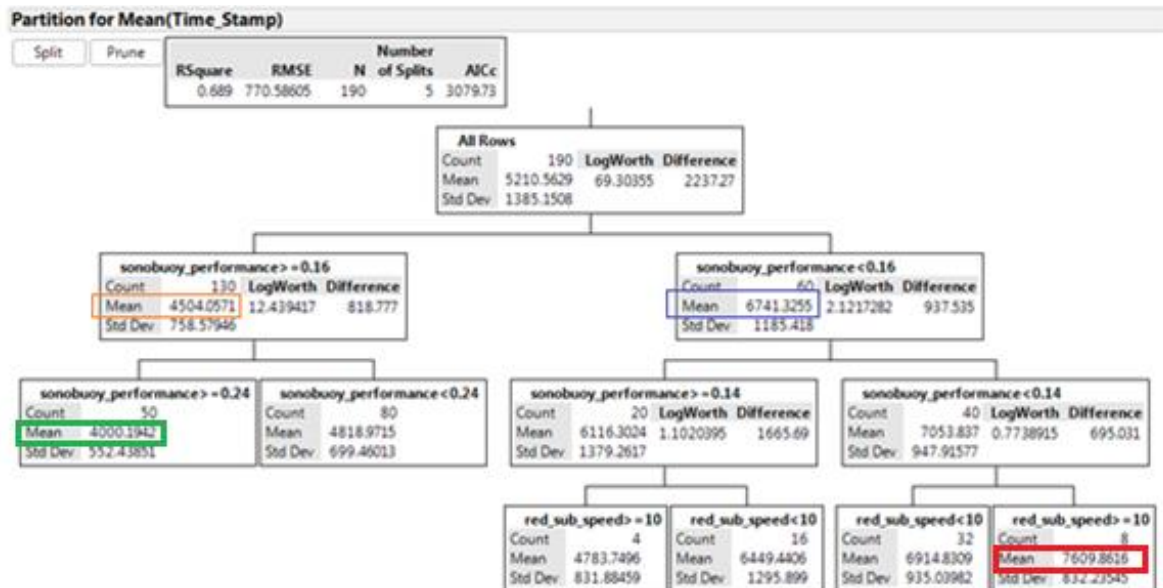 Partition for Mean(Time_Stamp)
Split Prune
Number
RSquare RMSE N of Splits AICc
0.689 770.58605 190 5 3079.73
All Rows
Count 190 LogWorth Difference
Mean 5210.5629 69.30355 2237.27
Std Dev 1385.1508
sonobuoy_performance>=0.16
Count 130 LogWorth Difference
Mean 4504.0571 12.439417 818.777
Std Dev 758.57946
sonobuoy_performance<0.16
Count 60 LogWorth Difference
Mean 6741.3255 2.1217282 937.535
Std Dev 1185.418
sonobuoy_performance>=0.24
Count 50
Mean 4000.1942
Std Dev 552.43851
sonobuoy_performance<0.24
Count 80
Mean 4818.9715
Std Dev 699.46013
sonobuoy_performance>=0.14
Count 20 LogWorth Difference
Mean 6116.3024 1.1020395 1665.69
Std Dev 1379.2617
sonobuoy_performance<0.14
Count 40 LogWorth Difference
Mean 7053.837 0.7738915 695.031
Std Dev 947.91577
red_sub_speed>=10
Count 4
Mean 4783.7496
Std Dev 831.88459
red_sub_speed<10
Count 16
Mean 6449.4406
Std Dev 1295.899
red_sub_speed<10
Count 32
Mean 6914.8309
Std Dev 935.03982
red_sub_speed>=10
Count 8
Mean 7609.8616
Std Dev 832.23545